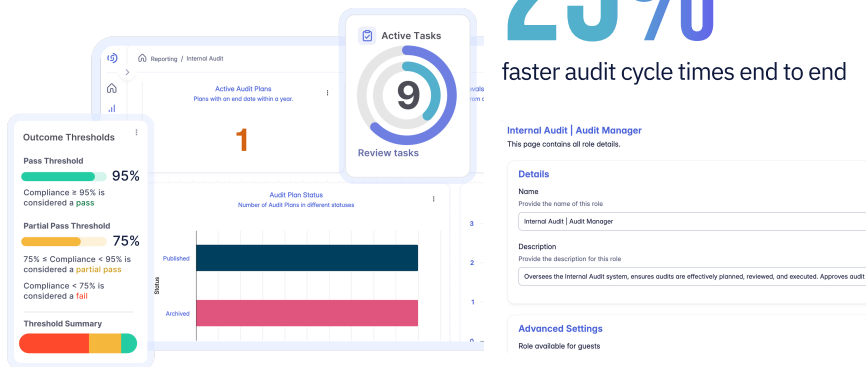 Reporting / Internal Audit
Active Audit Plans
Plans with an end date within a year.
1
Active Tasks
9
Review tasks
Outcome Thresholds
Pass Threshold
95%
Compliance ≥ 95% is
considered a pass
Partial Pass Threshold
75%
75% ≤ Compliance < 95% is
considered a partial pass
Compliance < 75% is
considered a fail
Threshold Summary
Audit Plan Status
Number of Audit Plans in different statuses
Status
Published
Archived
3
2
1
faster audit cycle times end to end
Internal Audit | Audit Manager
This page contains all role details.
Details
Name
Provide the name of this role
Internal Audit | Audit Manager
Description
Provide the description for this role
Oversees the Internal Audit system, ensures audits are effectively planned, reviewed, and executed. Approves audit
Advanced Settings
Role available for guests